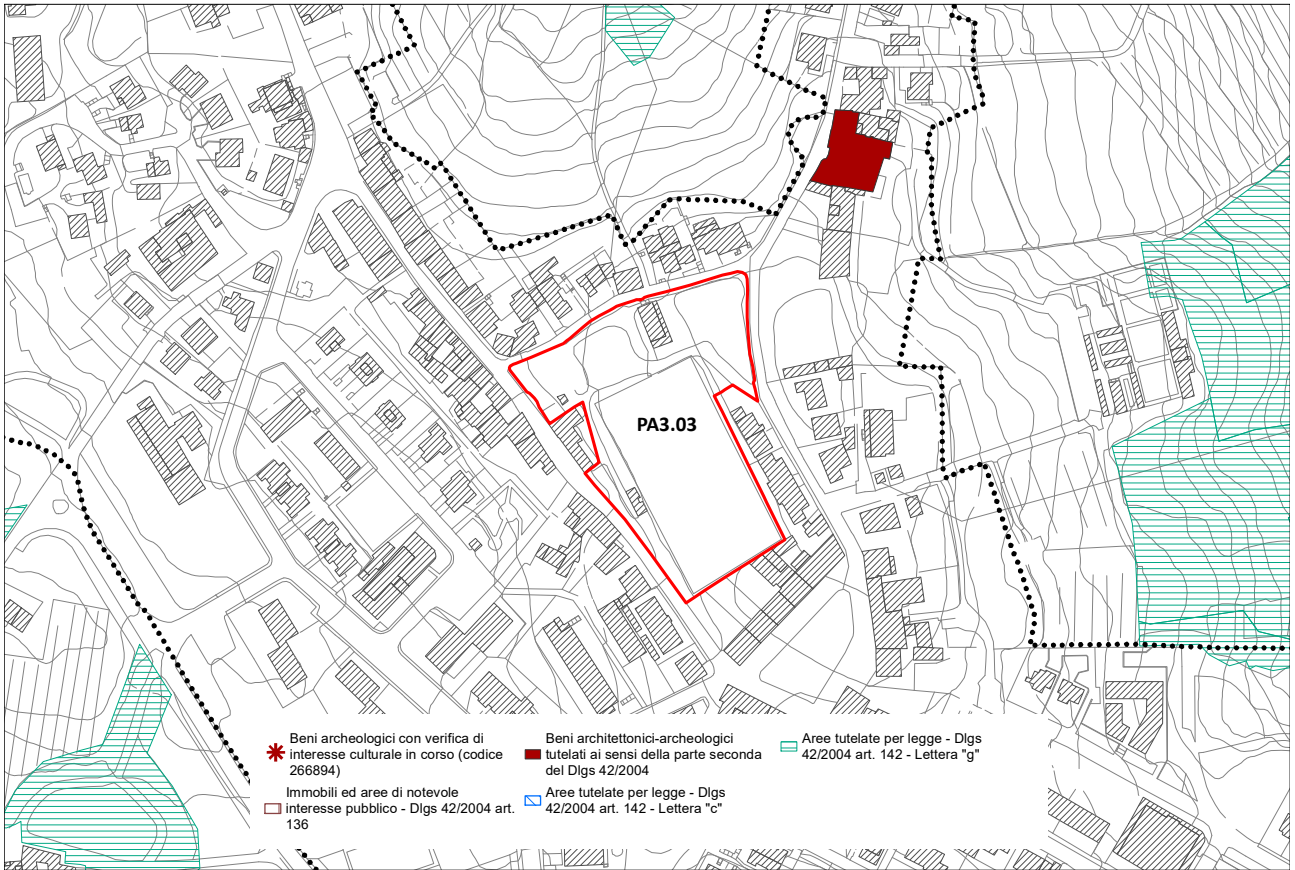 PA3.03
Beni archeologici con verifica di
interesse culturale in corso (codice
266894)
Immobili ed aree di notevole
interesse pubblico - Dlgs 42/2004 art.
136
Beni architettonici-archeologici
tutelati ai sensi della parte seconda
del Dlgs 42/2004
Aree tutelate per legge - Dlgs
42/2004 art. 142 - Lettera "c"
Aree tutelate per legge - Dlgs
42/2004 art. 142 - Lettera "g"